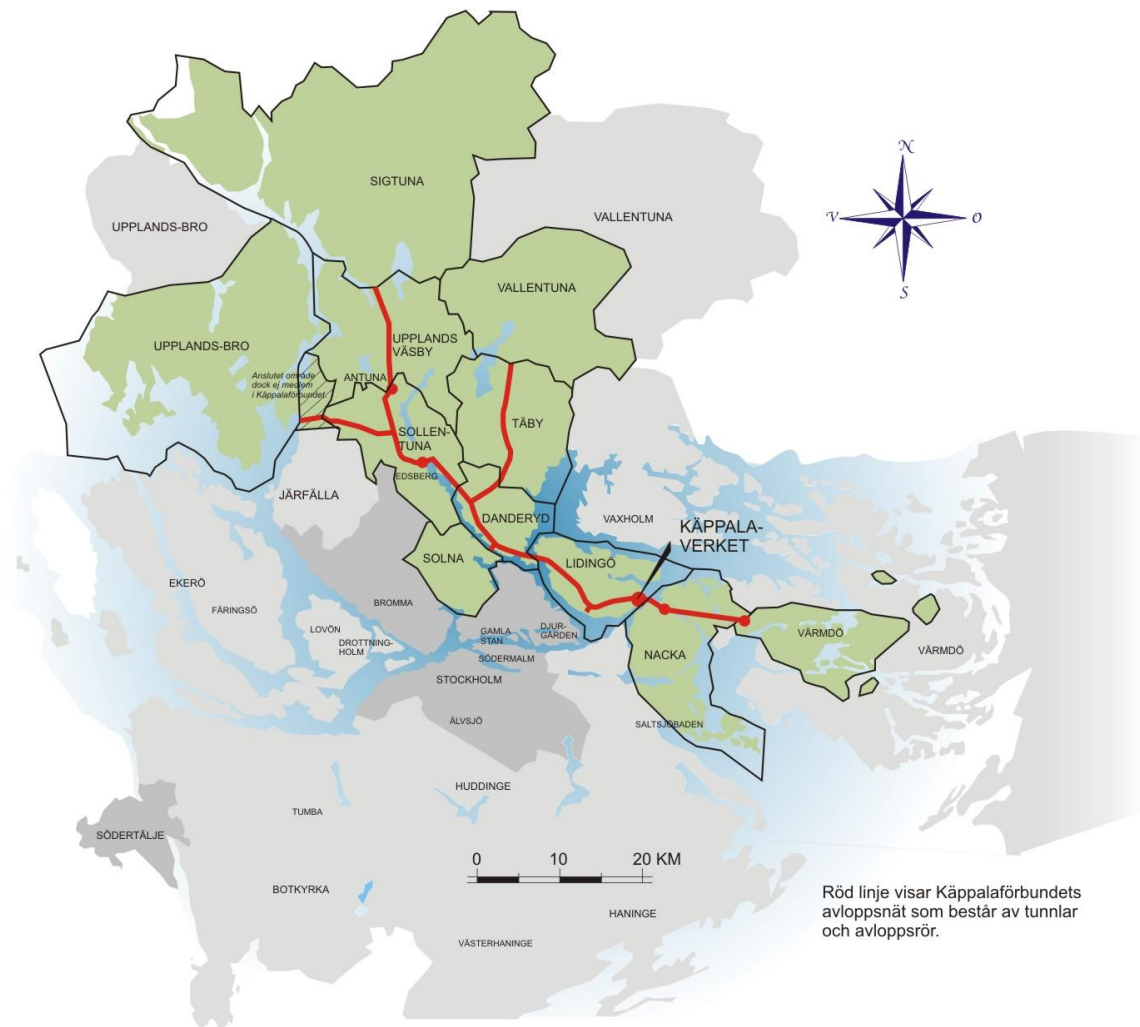 N
V
O
S
SIGTUNA
UPPLANDS-BRO
VALLENTUNA
VALLENTUNA
UPPLANDS-BRO
UPPLANDS
VÄSBY
Anslutet område
dock ej medlem
i Käppalaförbundet
ANTUNA
TÄBY
SOLLEN-
TUNA
EDSBERG
JÄRFÄLLA
DANDERYD
VAXHOLM
KÄPPALA-
VERKET
SOLNA
LIDINGÖ
EKERÖ
FÄRINGSÖ
BROMMA
LOVÖN
DROTTNING-
HOLM
GAMLA
STAN
DJUR-
GÅRDEN
SÖDERMALM
STOCKHOLM
NACKA
VÄRMDÖ
VÄRMDÖ
ÄLVSJÖ
SALTSJÖBADEN
HUDDINGE
TUMBA
SÖDERTÄLJE
0 10 20 KM
BOTKYRKA
HANINGE
VÄSTERHANINGE
Röd linje visar Käppalaförbundets
avloppsnät som består av tunnlar
och avloppsrör.